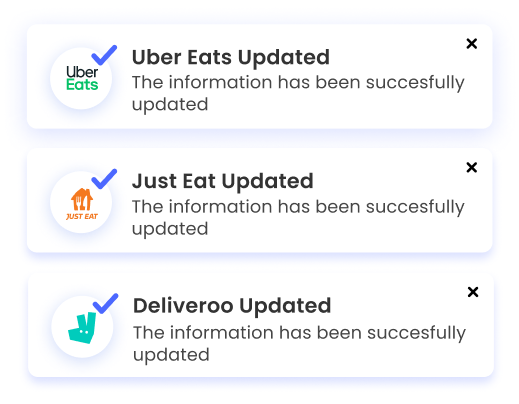 Uber
Eats
Uber Eats Updated
The information has been succesfully
updated
JUST EAT
Just Eat Updated
The information has been succesfully
updated
Deliveroo Updated
The information has been succesfully
updated